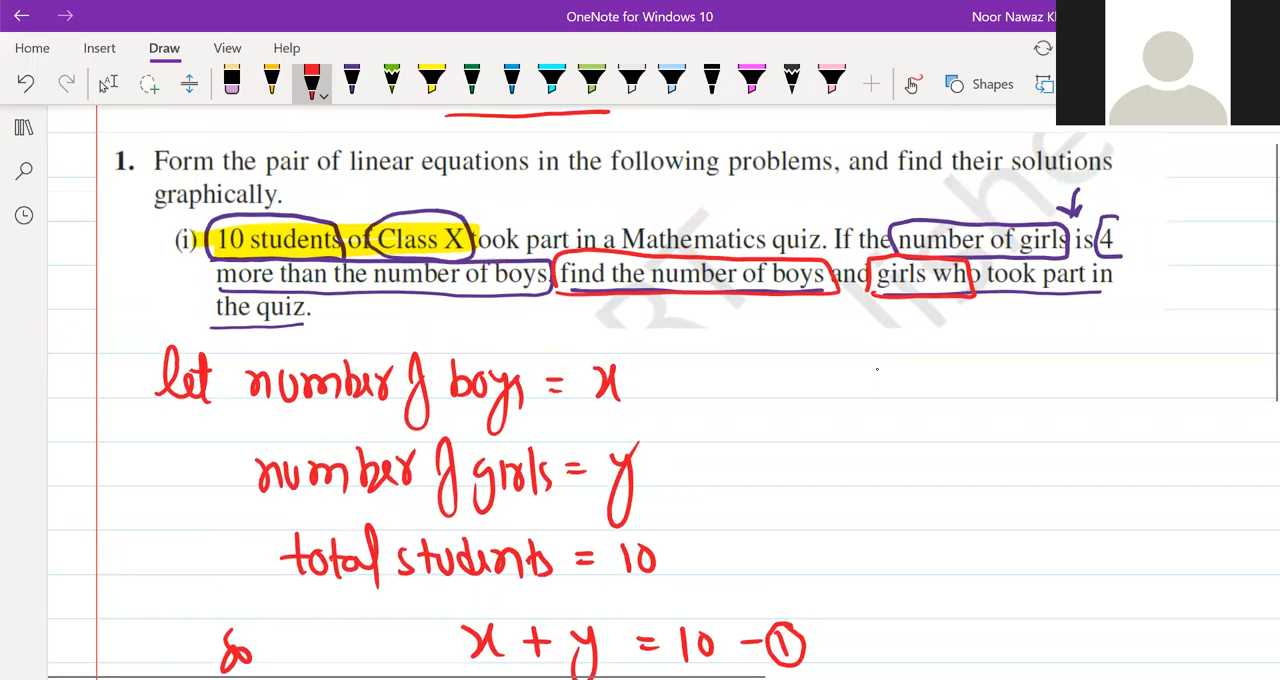 OneNote for Windows 10
Noor Nawaz Kh
Home Insert Draw View Help
Shapes
1. Form the pair of linear equations in the following problems, and find their solutions
graphically.
(i) 10 students of Class X took part in a Mathematics quiz. If the number of girls is 4
more than the number of boys, find the number of boys and girls who took part in
the quiz.
let number of boys = x
number of girls = y
total students = 10
so x + y = 10 - ①